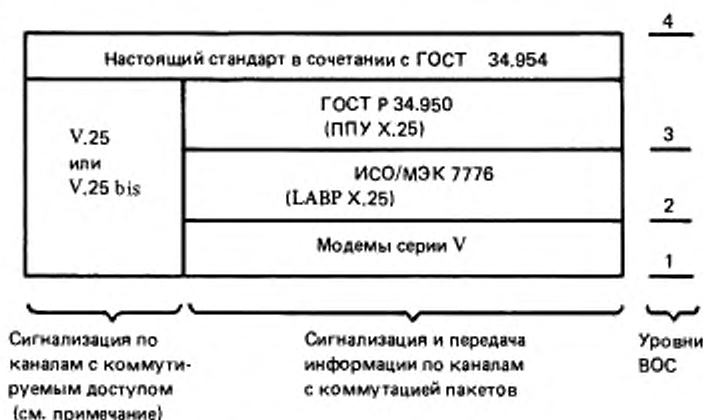 4
Настоящий стандарт в сочетании с ГОСТ 34.954
ГОСТ Р 34.950
(ППУ X.25)
V.25
или
V.25 bis
3
ИСО/МЭК 7776
(LABP X.25)
2
Модемы серии V
1
Сигнализация по
каналам с коммути-
руемым доступом
(см. примечание)
Сигнализация и передача
информации по каналам
с коммутацией пакетов
Уровни
ВОС